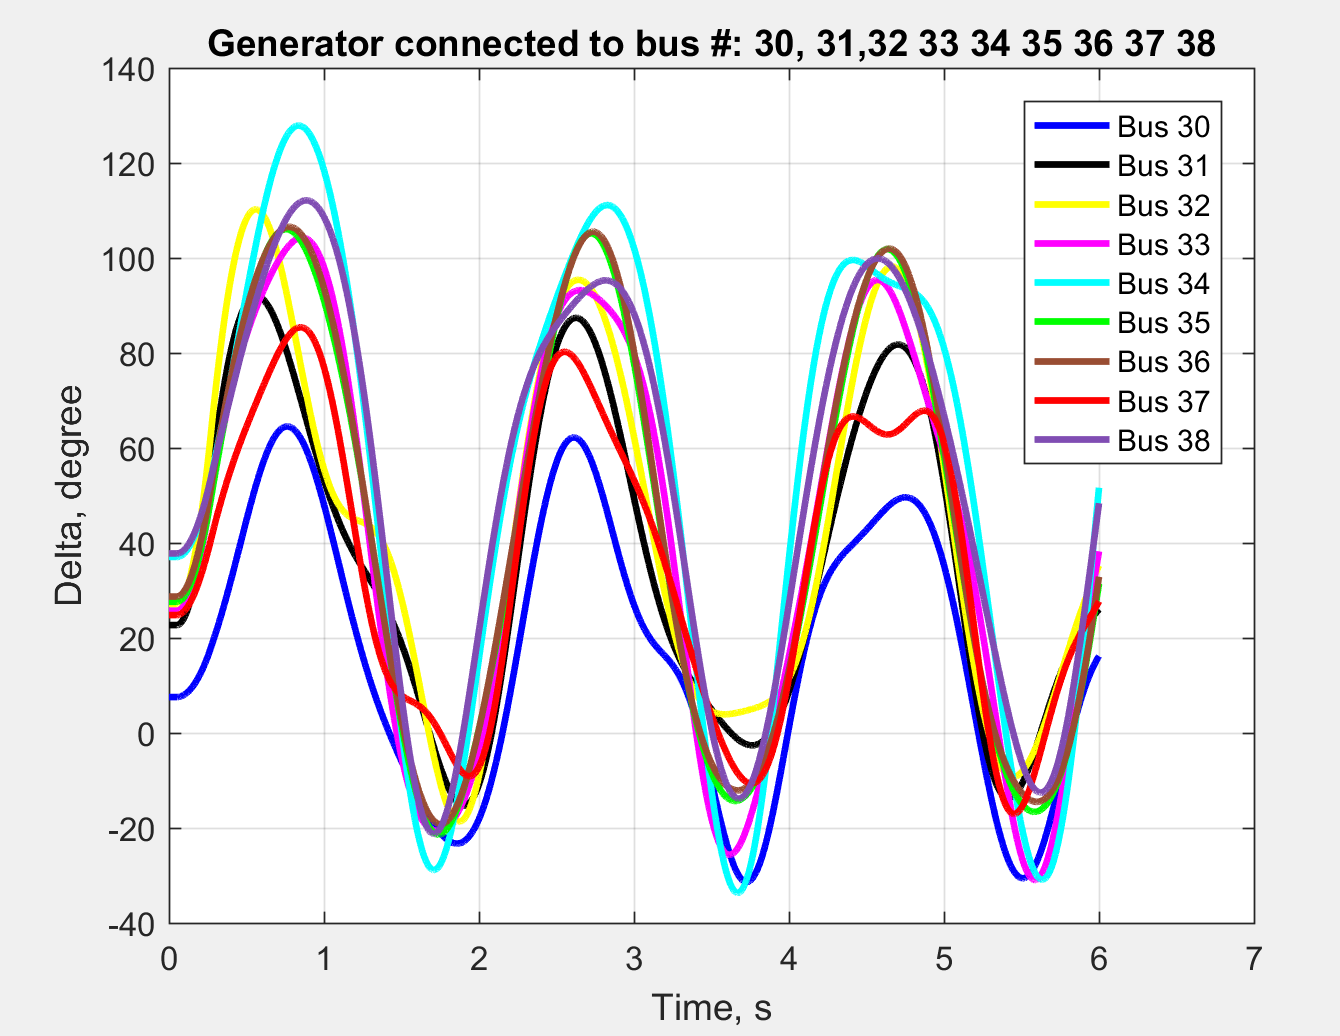 Generator connected to bus #: 30, 31,32 33 34 35 36 37 38
140
120
100
80
60
40
20
0
-20
-40
Delta, degree
Bus 30
Bus 31
Bus 32
Bus 33
Bus 34
Bus 35
Bus 36
Bus 37
Bus 38
0 1 2 3 4 5 6 7
Time, s